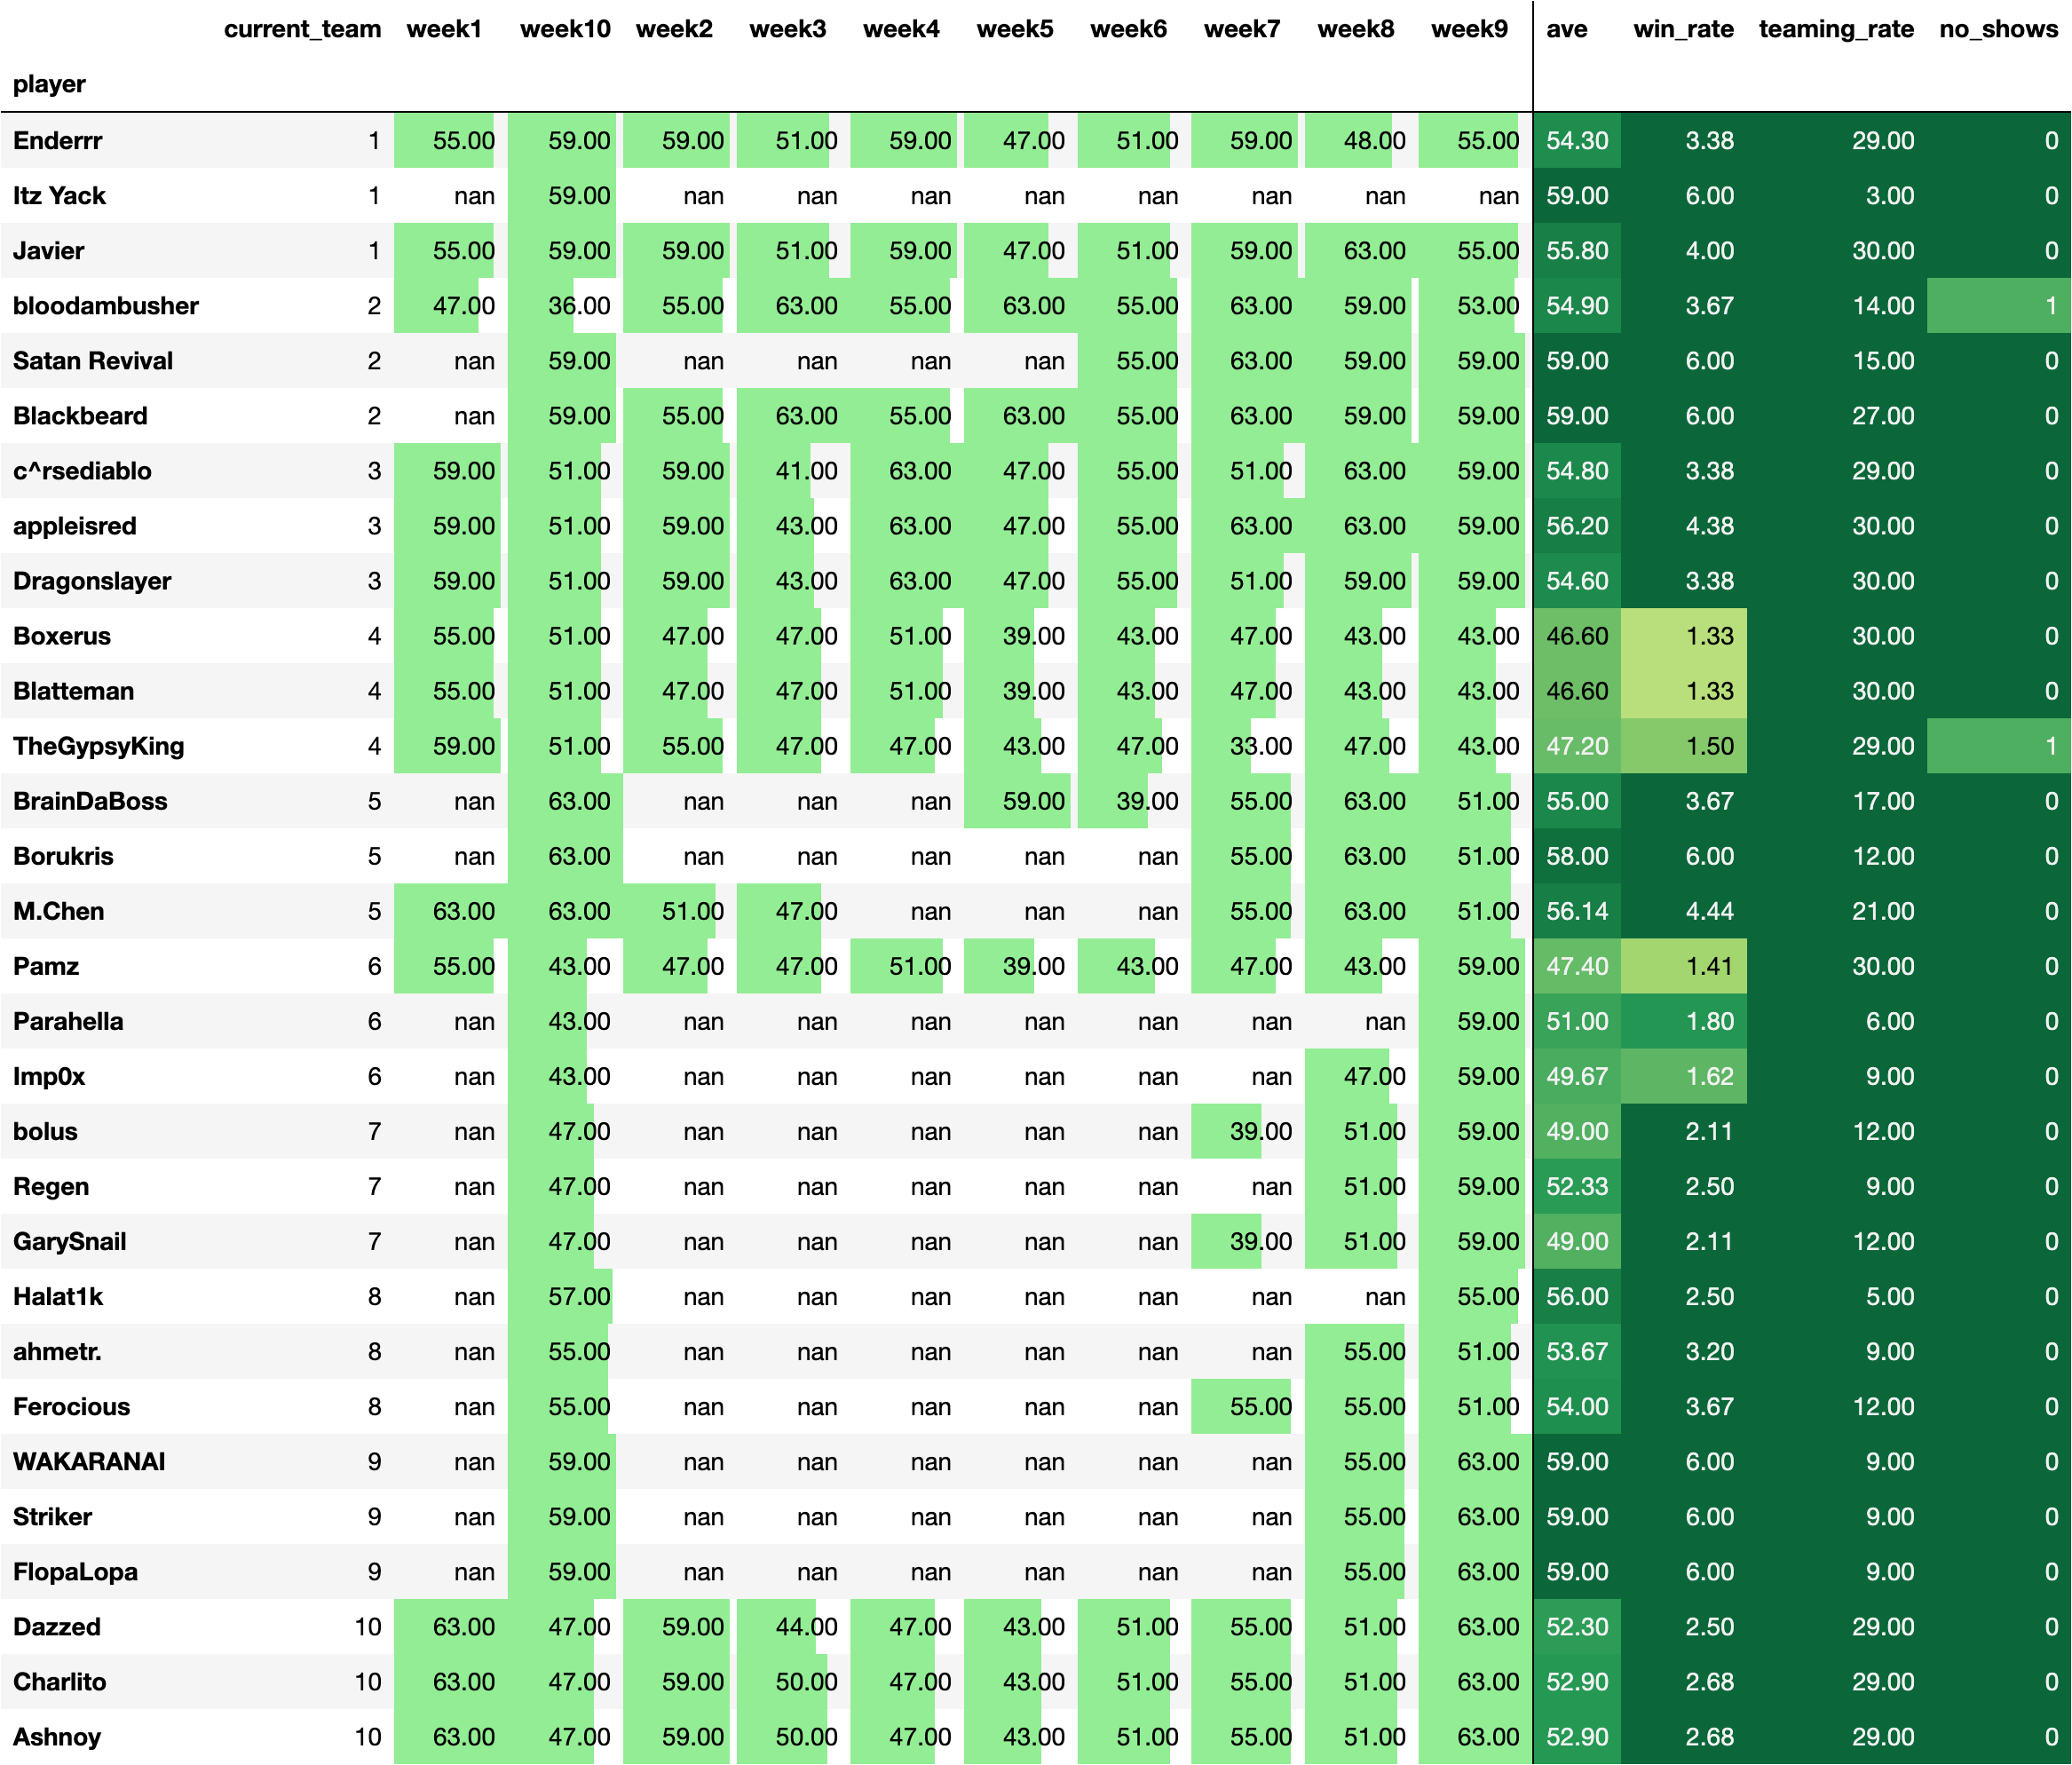 current_team week1 week10 week2 week3 week4 week5 week6 week7 week8 week9 ave win_rate teaming_rate no_shows
player
Enderrr 1 55.00 59.00 59.00 51.00 59.00 47.00 51.00 59.00 48.00 55.00 54.30 3.38 29.00 0
Itz Yack 1 nan 59.00 nan nan nan nan nan nan nan nan 59.00 6.00 3.00 0
Javier 1 55.00 59.00 59.00 51.00 59.00 47.00 51.00 59.00 63.00 55.00 55.80 4.00 30.00 0
bloodambusher 2 47.00 36.00 55.00 63.00 55.00 63.00 55.00 63.00 59.00 53.00 54.90 3.67 14.00 1
Satan Revival 2 nan 59.00 nan nan nan nan 55.00 63.00 59.00 59.00 59.00 6.00 15.00 0
Blackbeard 2 nan 59.00 55.00 63.00 55.00 63.00 55.00 63.00 59.00 59.00 59.00 6.00 27.00 0
c^rsediablo 3 59.00 51.00 59.00 41.00 63.00 47.00 55.00 51.00 63.00 59.00 54.80 3.38 29.00 0
appleisred 3 59.00 51.00 59.00 43.00 63.00 47.00 55.00 63.00 63.00 59.00 56.20 4.38 30.00 0
Dragonslayer 3 59.00 51.00 59.00 43.00 63.00 47.00 55.00 51.00 59.00 59.00 54.60 3.38 30.00 0
Boxerus 4 55.00 51.00 47.00 47.00 51.00 39.00 43.00 47.00 43.00 43.00 46.60 1.33 30.00 0
Blatteman 4 55.00 51.00 47.00 47.00 51.00 39.00 43.00 47.00 43.00 43.00 46.60 1.33 30.00 0
TheGypsyKing 4 59.00 51.00 55.00 47.00 47.00 43.00 47.00 33.00 47.00 43.00 47.20 1.50 29.00 1
BrainDaBoss 5 nan 63.00 nan nan nan 59.00 39.00 55.00 63.00 51.00 55.00 3.67 17.00 0
Borukris 5 nan 63.00 nan nan nan nan nan 55.00 63.00 51.00 58.00 6.00 12.00 0
M.Chen 5 63.00 63.00 51.00 47.00 nan nan nan 55.00 63.00 51.00 56.14 4.44 21.00 0
Pamz 6 55.00 43.00 47.00 47.00 51.00 39.00 43.00 47.00 43.00 59.00 47.40 1.41 30.00 0
Parahella 6 nan 43.00 nan nan nan nan nan nan nan 59.00 51.00 1.80 6.00 0
Imp0x 6 nan 43.00 nan nan nan nan nan nan 47.00 59.00 49.67 1.62 9.00 0
bolus 7 nan 47.00 nan nan nan nan nan 39.00 51.00 59.00 49.00 2.11 12.00 0
Regen 7 nan 47.00 nan nan nan nan nan nan 51.00 59.00 52.33 2.50 9.00 0
GarySnail 7 nan 47.00 nan nan nan nan nan 39.00 51.00 59.00 49.00 2.11 12.00 0
Halat1k 8 nan 57.00 nan nan nan nan nan nan nan 55.00 56.00 2.50 5.00 0
ahmetr. 8 nan 55.00 nan nan nan nan nan nan 55.00 51.00 53.67 3.20 9.00 0
Ferocious 8 nan 55.00 nan nan nan nan nan 55.00 55.00 51.00 54.00 3.67 12.00 0
WAKARANAI 9 nan 59.00 nan nan nan nan nan nan 55.00 63.00 59.00 6.00 9.00 0
Striker 9 nan 59.00 nan nan nan nan nan nan 55.00 63.00 59.00 6.00 9.00 0
FlopaLopa 9 nan 59.00 nan nan nan nan nan nan 55.00 63.00 59.00 6.00 9.00 0
Dazzed 10 63.00 47.00 59.00 44.00 47.00 43.00 51.00 55.00 51.00 63.00 52.30 2.50 29.00 0
Charlito 10 63.00 47.00 59.00 50.00 47.00 43.00 51.00 55.00 51.00 63.00 52.90 2.68 29.00 0
Ashnoy 10 63.00 47.00 59.00 50.00 47.00 43.00 51.00 55.00 51.00 63.00 52.90 2.68 29.00 0